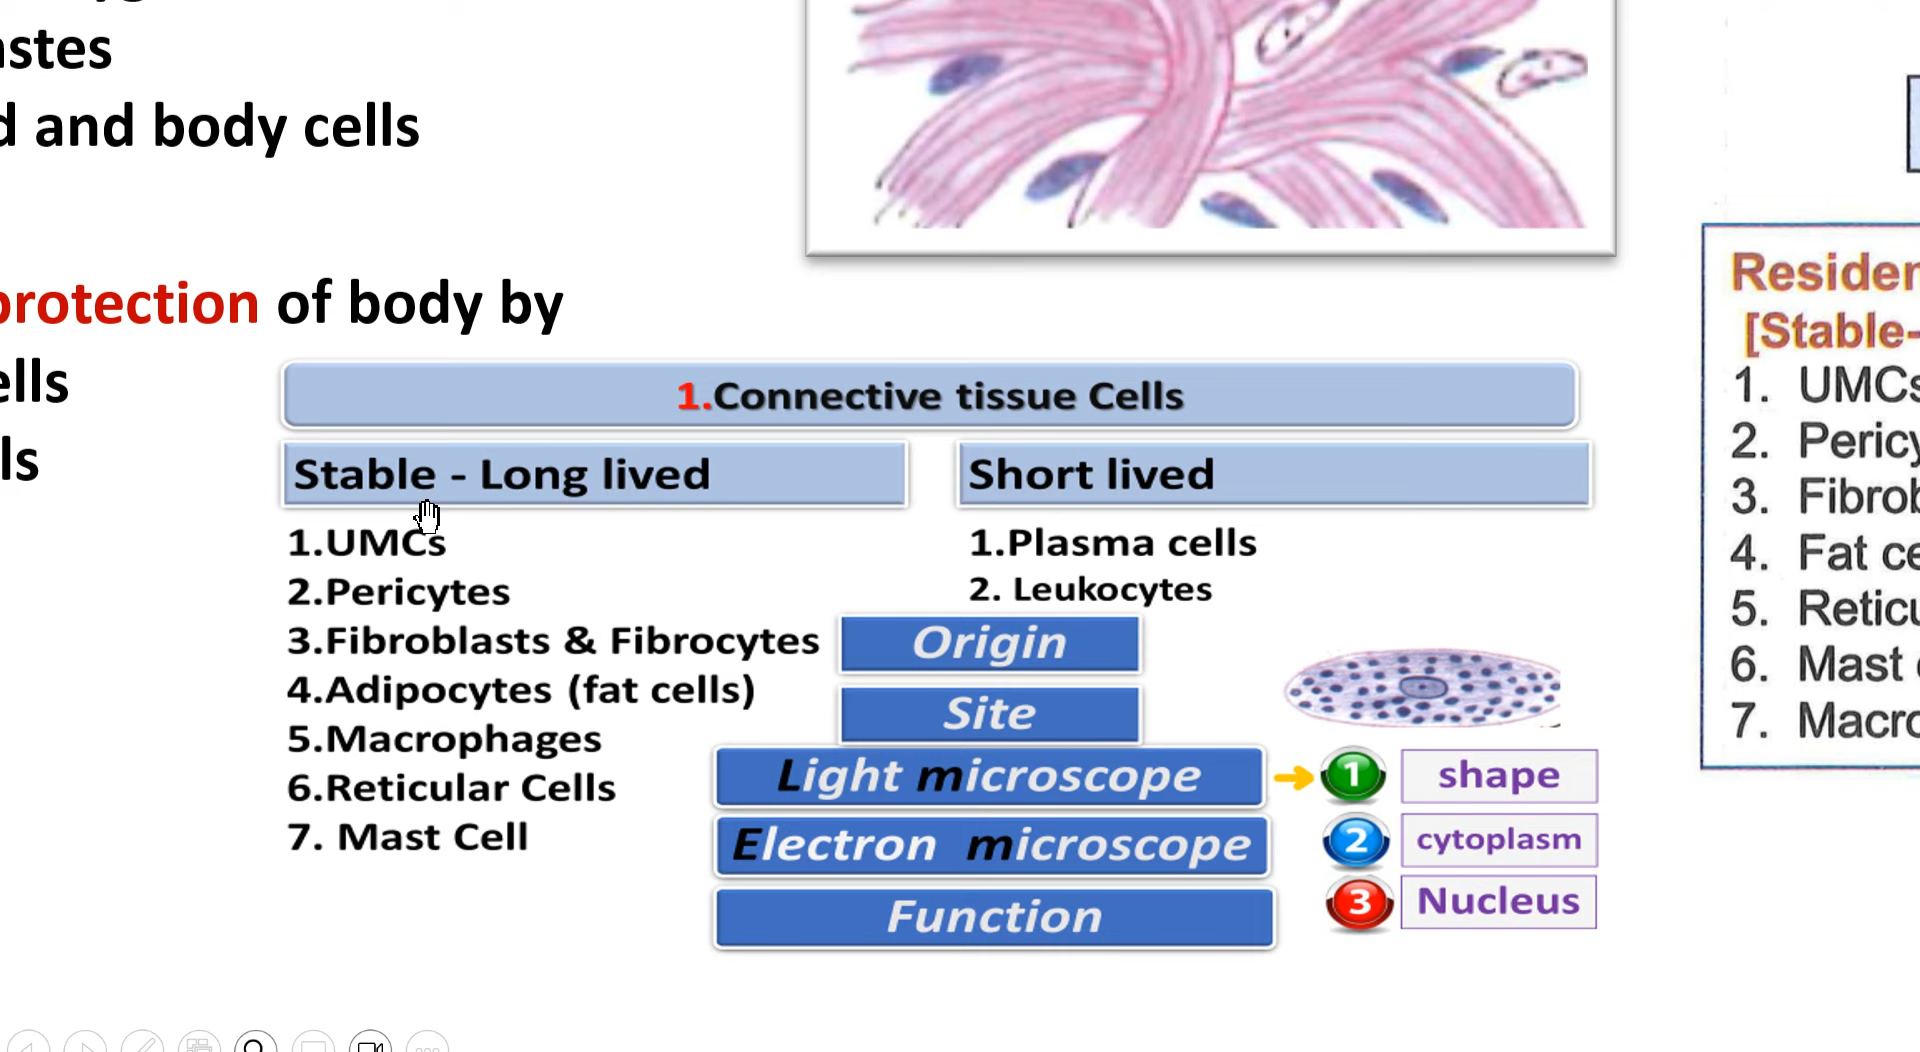 astes
d and body cells
protection of body by
ells
ls
1.Connective tissue Cells
Stable - Long lived
1.UMCs
2.Pericytes
3.Fibroblasts & Fibrocytes
4.Adipocytes (fat cells)
5.Macrophages
6.Reticular Cells
7. Mast Cell
Short lived
1.Plasma cells
2. Leukocytes
Origin
Site
Light microscope
Electron microscope
Function
1 shape
2 cytoplasm
3 Nucleus
Residen
[Stable-
1. UMCs
2. Pericy
3. Fibrob
4. Fat ce
5. Reticu
6. Mast
7. Macro